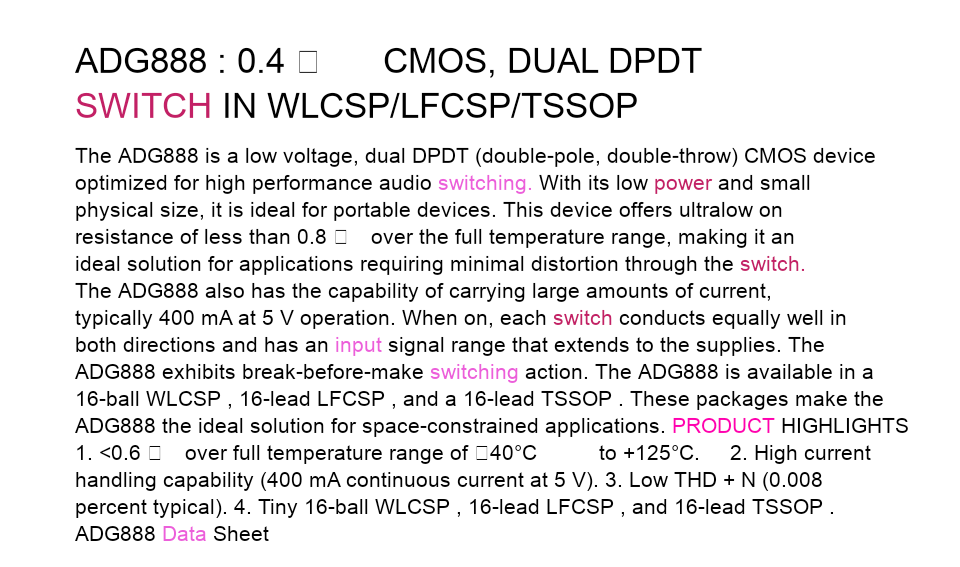 ADG888 : 0.4 □ CMOS, DUAL DPDT
SWITCH IN WLCSP/LFCSP/TSSOP
The ADG888 is a low voltage, dual DPDT (double-pole, double-throw) CMOS device
optimized for high performance audio switching. With its low power and small
physical size, it is ideal for portable devices. This device offers ultralow on
resistance of less than 0.8 □ over the full temperature range, making it an
ideal solution for applications requiring minimal distortion through the switch.
The ADG888 also has the capability of carrying large amounts of current,
typically 400 mA at 5 V operation. When on, each switch conducts equally well in
both directions and has an input signal range that extends to the supplies. The
ADG888 exhibits break-before-make switching action. The ADG888 is available in a
16-ball WLCSP , 16-lead LFCSP , and a 16-lead TSSOP . These packages make the
ADG888 the ideal solution for space-constrained applications. PRODUCT HIGHLIGHTS
1. <0.6 □ over full temperature range of □40°C to +125°C. 2. High current
handling capability (400 mA continuous current at 5 V). 3. Low THD + N (0.008
percent typical). 4. Tiny 16-ball WLCSP , 16-lead LFCSP , and 16-lead TSSOP .
ADG888 Data Sheet